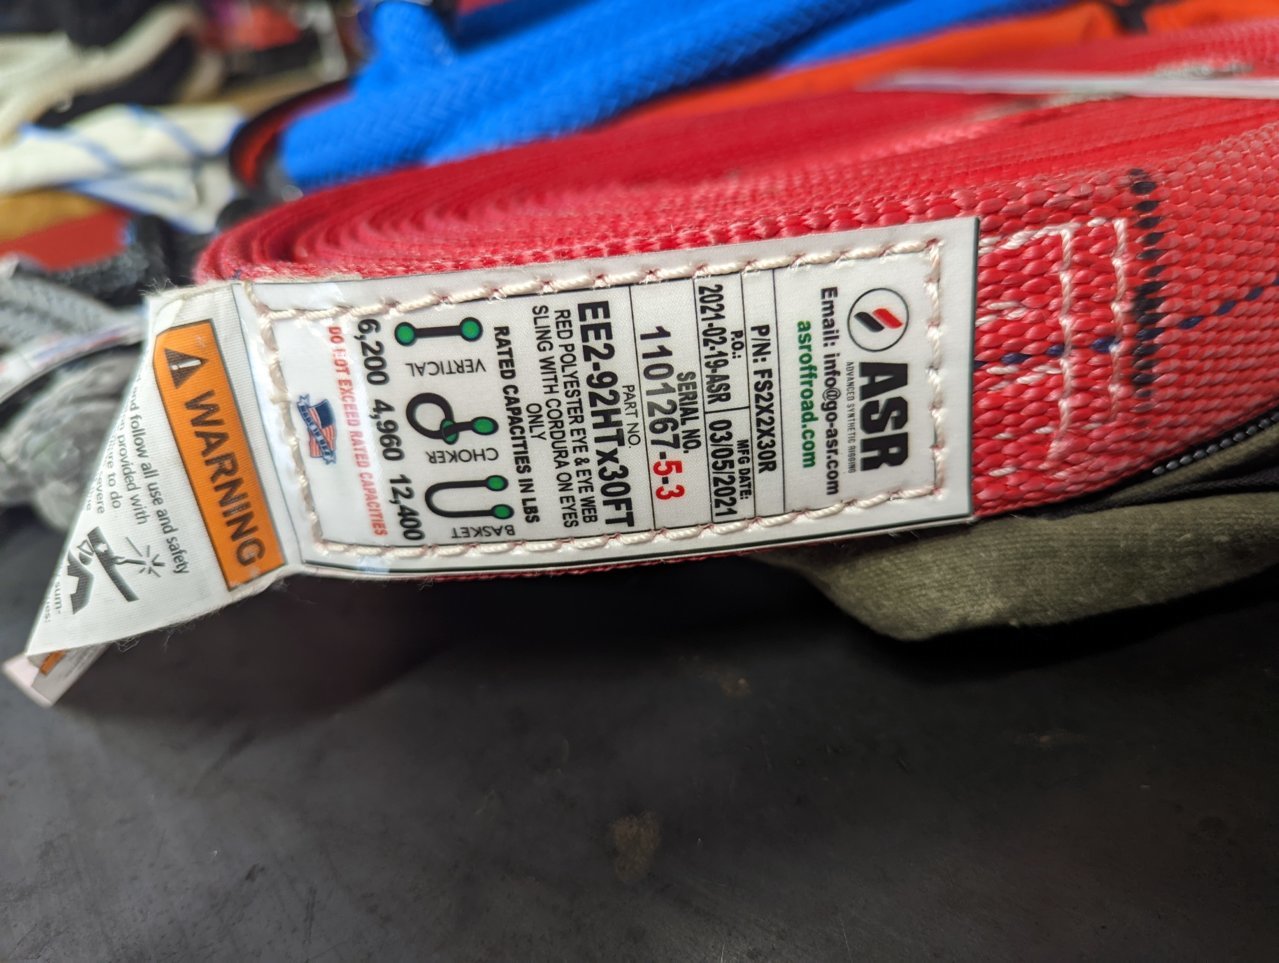 ASR
ADVANCED SYNTHETIC RIGGING
Email: info@go-asr.com
asroffroad.com
P/N: FS2X2X30R
P.O.: MFG DATE:
2021-02-19-ASR 03/05/2021
SERIAL NO.
1101267-5-3
PART NO.
EE2-92HTx30FT
RED POLYESTER EYE & EYE WEB
SLING WITH CORDURA ON EYES
ONLY
RATED CAPACITIES IN LBS
VERTICAL CHOKER BASKET
6,200 4,960 12,400
DO NOT EXCEED RATED CAPACITIES
WARNING
and follow all use and safety
provided with
to do
severe